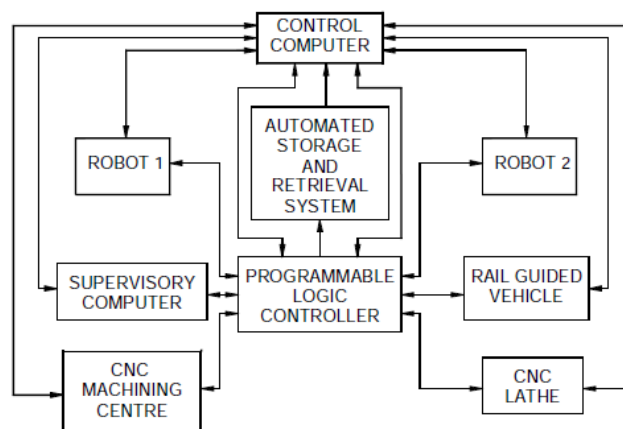 CONTROL
COMPUTER
AUTOMATED
STORAGE
AND
RETRIEVAL
SYSTEM
ROBOT 1
ROBOT 2
SUPERVISORY
COMPUTER
PROGRAMMABLE
LOGIC
CONTROLLER
RAIL GUIDED
VEHICLE
CNC
MACHINING
CENTRE
CNC
LATHE